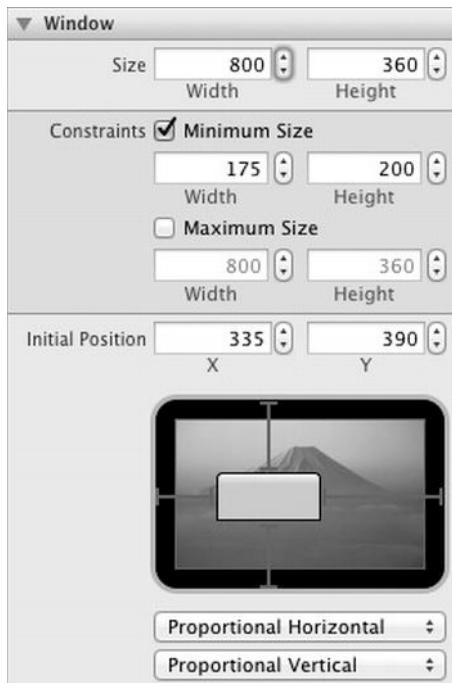 Window
Size 800 360
Width Height
Constraints Minimum Size
175 200
Width Height
Maximum Size
800 360
Width Height
Initial Position 335 390
X Y
Proportional Horizontal
Proportional Vertical